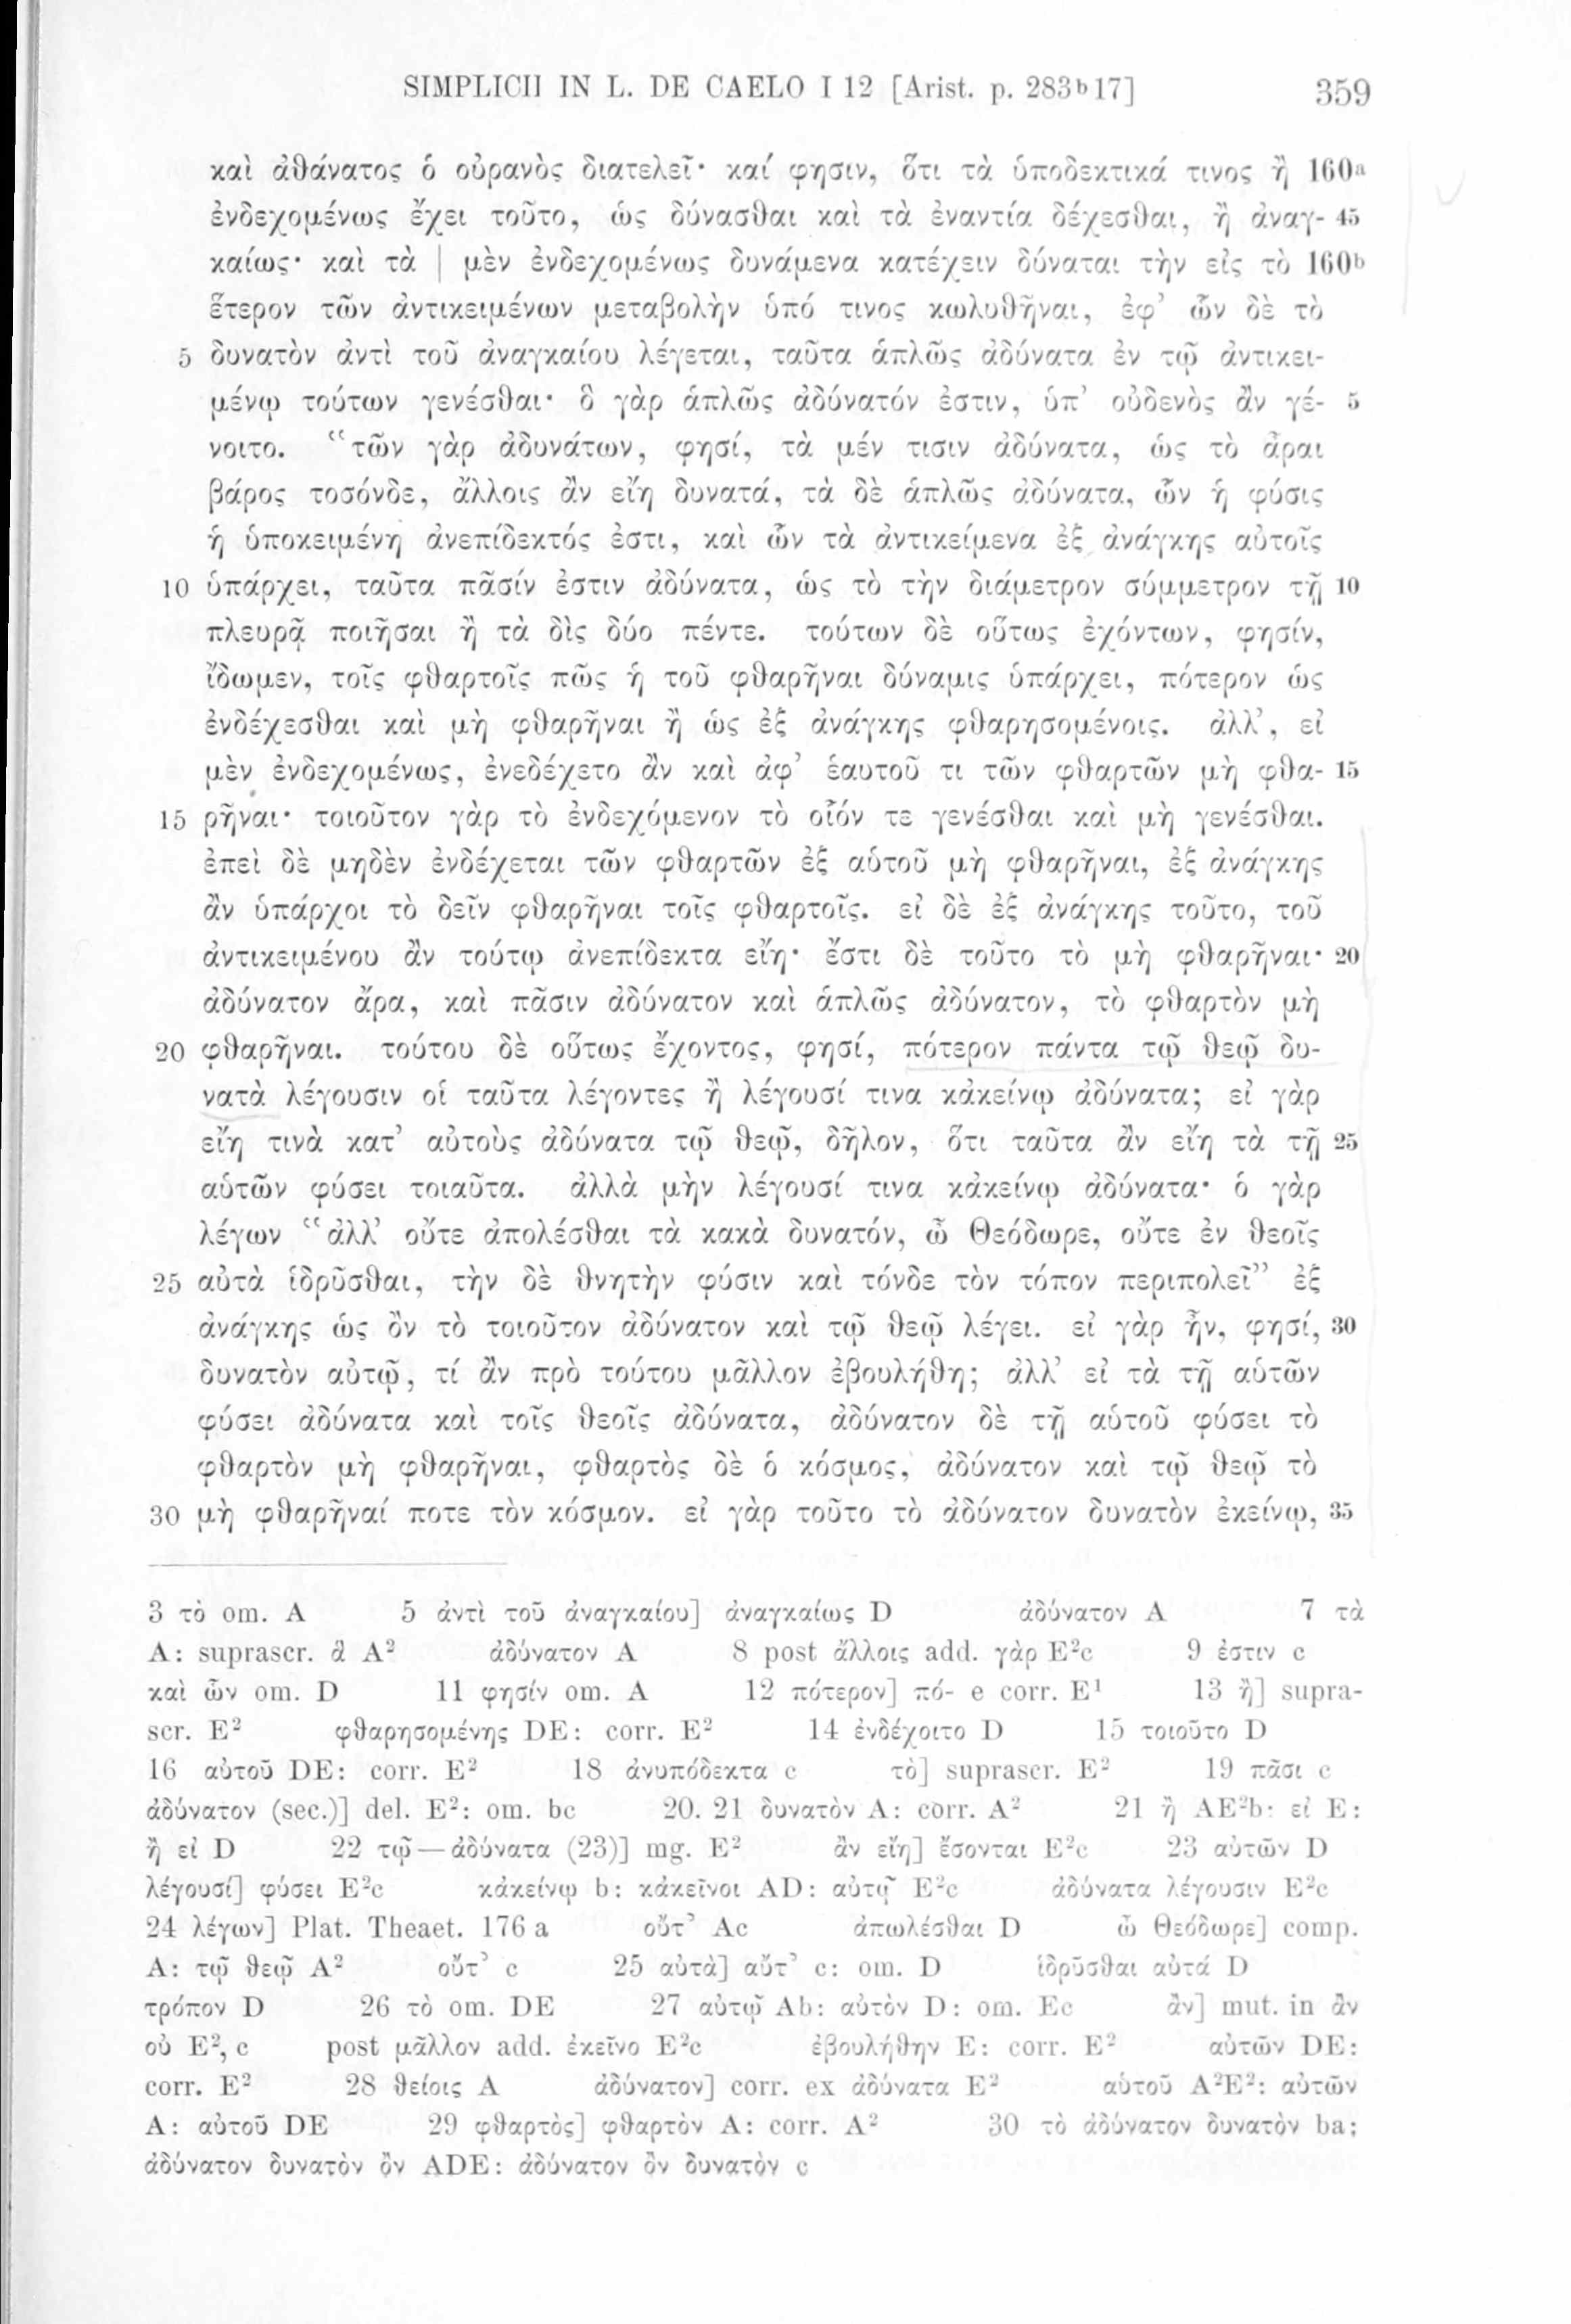 SIMPLICII IN L. DE CAELO I 12 [Arist. p. 283ᵇ17] 359
καὶ ἀθάνατος ὁ οὐρανὸς διατελεῖ· καί φησιν, ὅτι τὰ ὑποδεκτικά τινος ἢ 160ᵃ
ἐνδεχομένως ἔχει τοῦτο, ὡς δύνασθαι καὶ τὰ ἐναντία δέχεσθαι, ἢ ἀναγ- 45
καίως· καὶ τὰ | μὲν ἐνδεχομένως δυνάμενα κατέχειν δύναται τὴν εἰς τὸ 160ᵇ
ἕτερον τῶν ἀντικειμένων μεταβολὴν ὑπό τινος κωλυθῆναι, ἐφ’ ὧν δὲ τὸ
5 δυνατὸν ἀντὶ τοῦ ἀναγκαίου λέγεται, ταῦτα ἁπλῶς ἀδύνατα ἐν τῷ ἀντικει-
μένῳ τούτων γενέσθαι· ὃ γὰρ ἁπλῶς ἀδύνατόν ἐστιν, ὑπ’ οὐδενὸς ἂν γέ- 5
νοιτο. “τῶν γὰρ ἀδυνάτων, φησί, τὰ μέν τισιν ἀδύνατα, ὡς τὸ ἆραι
βάρος τοσόνδε, ἄλλοις ἂν εἴη δυνατά, τὰ δὲ ἁπλῶς ἀδύνατα, ὧν ἡ φύσις
ἡ ὑποκειμένη ἀνεπίδεκτός ἐστι, καὶ ὧν τὰ ἀντικείμενα ἐξ ἀνάγκης αὐτοῖς
10 ὑπάρχει, ταῦτα πᾶσίν ἐστιν ἀδύνατα, ὡς τὸ τὴν διάμετρον σύμμετρον τῇ 10
πλευρᾷ ποιῆσαι ἢ τὰ δὶς δύο πέντε. τούτων δὲ οὕτως ἐχόντων, φησίν,
ἴδωμεν, τοῖς φθαρτοῖς πῶς ἡ τοῦ φθαρῆναι δύναμις ὑπάρχει, πότερον ὡς
ἐνδέχεσθαι καὶ μὴ φθαρῆναι ἢ ὡς ἐξ ἀνάγκης φθαρησομένοις. ἀλλ’, εἰ
μὲν ἐνδεχομένως, ἐνεδέχετο ἂν καὶ ἀφ’ ἑαυτοῦ τι τῶν φθαρτῶν μὴ φθα- 15
15 ρῆναι· τοιοῦτον γὰρ τὸ ἐνδεχόμενον τὸ οἷόν τε γενέσθαι καὶ μὴ γενέσθαι.
ἐπεὶ δὲ μηδὲν ἐνδέχεται τῶν φθαρτῶν ἐξ αὑτοῦ μὴ φθαρῆναι, ἐξ ἀνάγκης
ἂν ὑπάρχοι τὸ δεῖν φθαρῆναι τοῖς φθαρτοῖς. εἰ δὲ ἐξ ἀνάγκης τοῦτο, τοῦ
ἀντικειμένου ἂν τούτῳ ἀνεπίδεκτα εἴη· ἔστι δὲ τοῦτο τὸ μὴ φθαρῆναι· 20
ἀδύνατον ἄρα, καὶ πᾶσιν ἀδύνατον καὶ ἁπλῶς ἀδύνατον, τὸ φθαρτὸν μὴ
20 φθαρῆναι. τούτου δὲ οὕτως ἔχοντος, φησί, πότερον πάντα τῷ θεῷ δυ-
νατὰ λέγουσιν οἱ ταῦτα λέγοντες ἢ λέγουσί τινα κἀκείνῳ ἀδύνατα; εἰ γὰρ
εἴη τινὰ κατ’ αὐτοὺς ἀδύνατα τῷ θεῷ, δῆλον, ὅτι ταῦτα ἂν εἴη τὰ τῇ 25
αὑτῶν φύσει τοιαῦτα. ἀλλὰ μὴν λέγουσί τινα κἀκείνῳ ἀδύνατα· ὁ γὰρ
λέγων “ἀλλ’ οὔτε ἀπολέσθαι τὰ κακὰ δυνατόν, ὦ Θεόδωρε, οὔτε ἐν θεοῖς
25 αὐτὰ ἱδρῦσθαι, τὴν δὲ θνητὴν φύσιν καὶ τόνδε τὸν τόπον περιπολεῖ” ἐξ
ἀνάγκης ὡς ὂν τὸ τοιοῦτον ἀδύνατον καὶ τῷ θεῷ λέγει. εἰ γὰρ ἦν, φησί, 30
δυνατὸν αὐτῷ, τί ἂν πρὸ τούτου μᾶλλον ἐβουλήθη; ἀλλ’ εἰ τὰ τῇ αὑτῶν
φύσει ἀδύνατα καὶ τοῖς θεοῖς ἀδύνατα, ἀδύνατον δὲ τῇ αὑτοῦ φύσει τὸ
φθαρτὸν μὴ φθαρῆναι, φθαρτὸς δὲ ὁ κόσμος, ἀδύνατον καὶ τῷ θεῷ τὸ
30 μὴ φθαρῆναί ποτε τὸν κόσμον. εἰ γὰρ τοῦτο τὸ ἀδύνατον δυνατὸν ἐκείνῳ, 35
3 τὸ om. A 5 ἀντὶ τοῦ ἀναγκαίου] ἀναγκαίως D ἀδύνατον A 7 τὰ
A: suprascr. ἃ A² ἀδύνατον A 8 post ἄλλοις add. γὰρ E²c 9 ἐστιν c
καὶ ὧν om. D 11 φησίν om. A 12 πότερον] πό- e corr. E¹ 13 ἢ] supra-
scr. E² φθαρησομένης DE: corr. E² 14 ἐνδέχοιτο D 15 τοιοῦτο D
16 αὐτοῦ DE: corr. E² 18 ἀνυπόδεκτα c τὸ] suprascr. E² 19 πᾶσι c
ἀδύνατον (sec.)] del. E²: om. bc 20. 21 δυνατὸν A: corr. A² 21 ἢ AE²b: εἰ E:
ἢ εἰ D 22 τῷ—ἀδύνατα (23)] mg. E² ἂν εἴη] ἔσονται E²c 23 αὐτῶν D
λέγουσί] φύσει E²c κἀκείνῳ b: κἀκεῖνοι AD: αὐτῷ E²c ἀδύνατα λέγουσιν E²c
24 λέγων] Plat. Theaet. 176 a οὔτ’ Ac ἀπωλέσθαι D ὦ Θεόδωρε] comp.
A: τῷ θεῷ A² οὔτ’ c 25 αὐτὰ] αὔτ’ c: om. D ἱδρῦσθαι αὐτά D
τρόπον D 26 τὸ om. DE 27 αὐτῷ Ab: αὐτὸν D: om. Ec ἂν] mut. in ἂν
οὐ E², c post μᾶλλον add. ἐκεῖνο E²c ἐβουλήθην E: corr. E² αὐτῶν DE:
corr. E² 28 θείοις A ἀδύνατον] corr. ex ἀδύνατα E² αὑτοῦ A²E²: αὐτῶν
A: αὐτοῦ DE 29 φθαρτὸς] φθαρτὸν A: corr. A² 30 τὸ ἀδύνατον δυνατὸν ba;
ἀδύνατον δυνατὸν ὂν ADE: ἀδύνατον ὂν δυνατὸν c